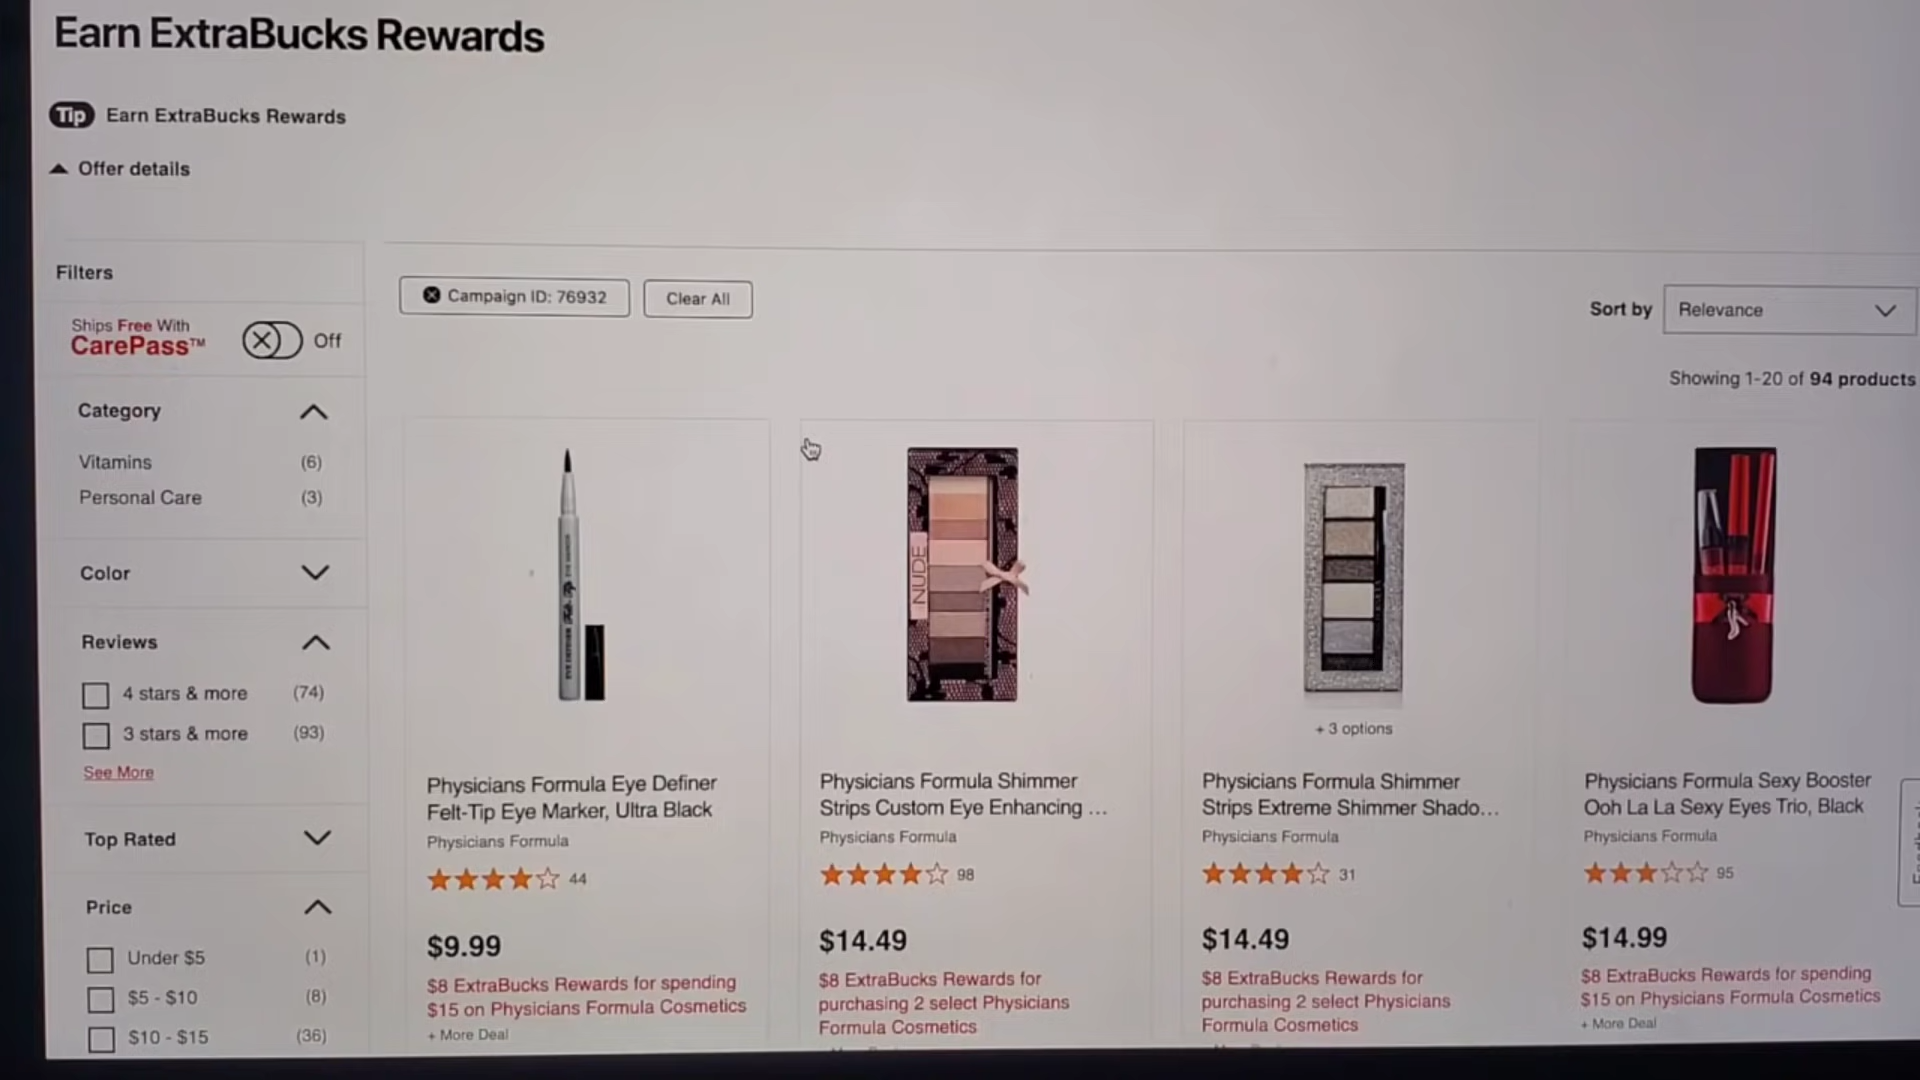 Earn ExtraBucks Rewards
Tip Earn ExtraBucks Rewards
Offer details
Filters
Ships Free With
CarePass™
Off
Category
Vitamins (6)
Personal Care (3)
Color
Reviews
4 stars & more (74)
3 stars & more (93)
See More
Top Rated
Price
Under $5 (1)
$5 - $10 (8)
$10 - $15 (36)
Campaign ID: 76932
Clear All
Sort by Relevance
Showing 1-20 of 94 products
Physicians Formula Eye Definer
Felt-Tip Eye Marker, Ultra Black
Physicians Formula
44
$9.99
$8 ExtraBucks Rewards for spending
$15 on Physicians Formula Cosmetics
+ More Deal
NUDE
Physicians Formula Shimmer
Strips Custom Eye Enhancing ...
Physicians Formula
98
$14.49
$8 ExtraBucks Rewards for
purchasing 2 select Physicians
Formula Cosmetics
+ 3 options
Physicians Formula Shimmer
Strips Extreme Shimmer Shado...
Physicians Formula
31
$14.49
$8 ExtraBucks Rewards for
purchasing 2 select Physicians
Formula Cosmetics
Physicians Formula Sexy Booster
Ooh La La Sexy Eyes Trio, Black
Physicians Formula
95
$14.99
$8 ExtraBucks Rewards for spending
$15 on Physicians Formula Cosmetics
+ More Deal